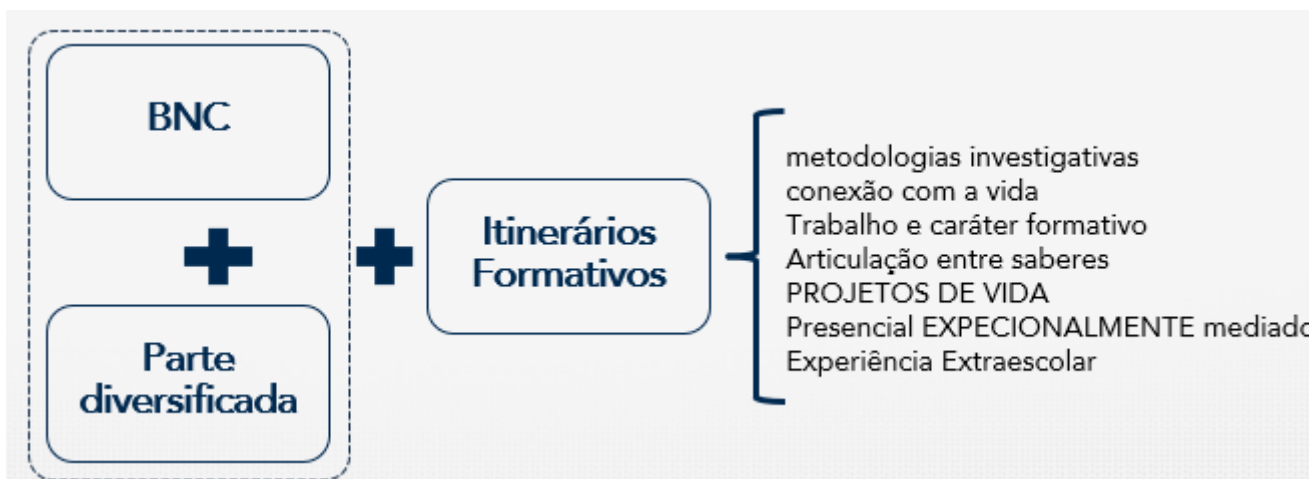 BNC
Parte
diversificada
Itinerários
Formativos
metodologias investigativas
conexão com a vida
Trabalho e caráter formativo
Articulação entre saberes
PROJETOS DE VIDA
Presencial EXPECIONALMENTE mediado
Experiência Extraescolar